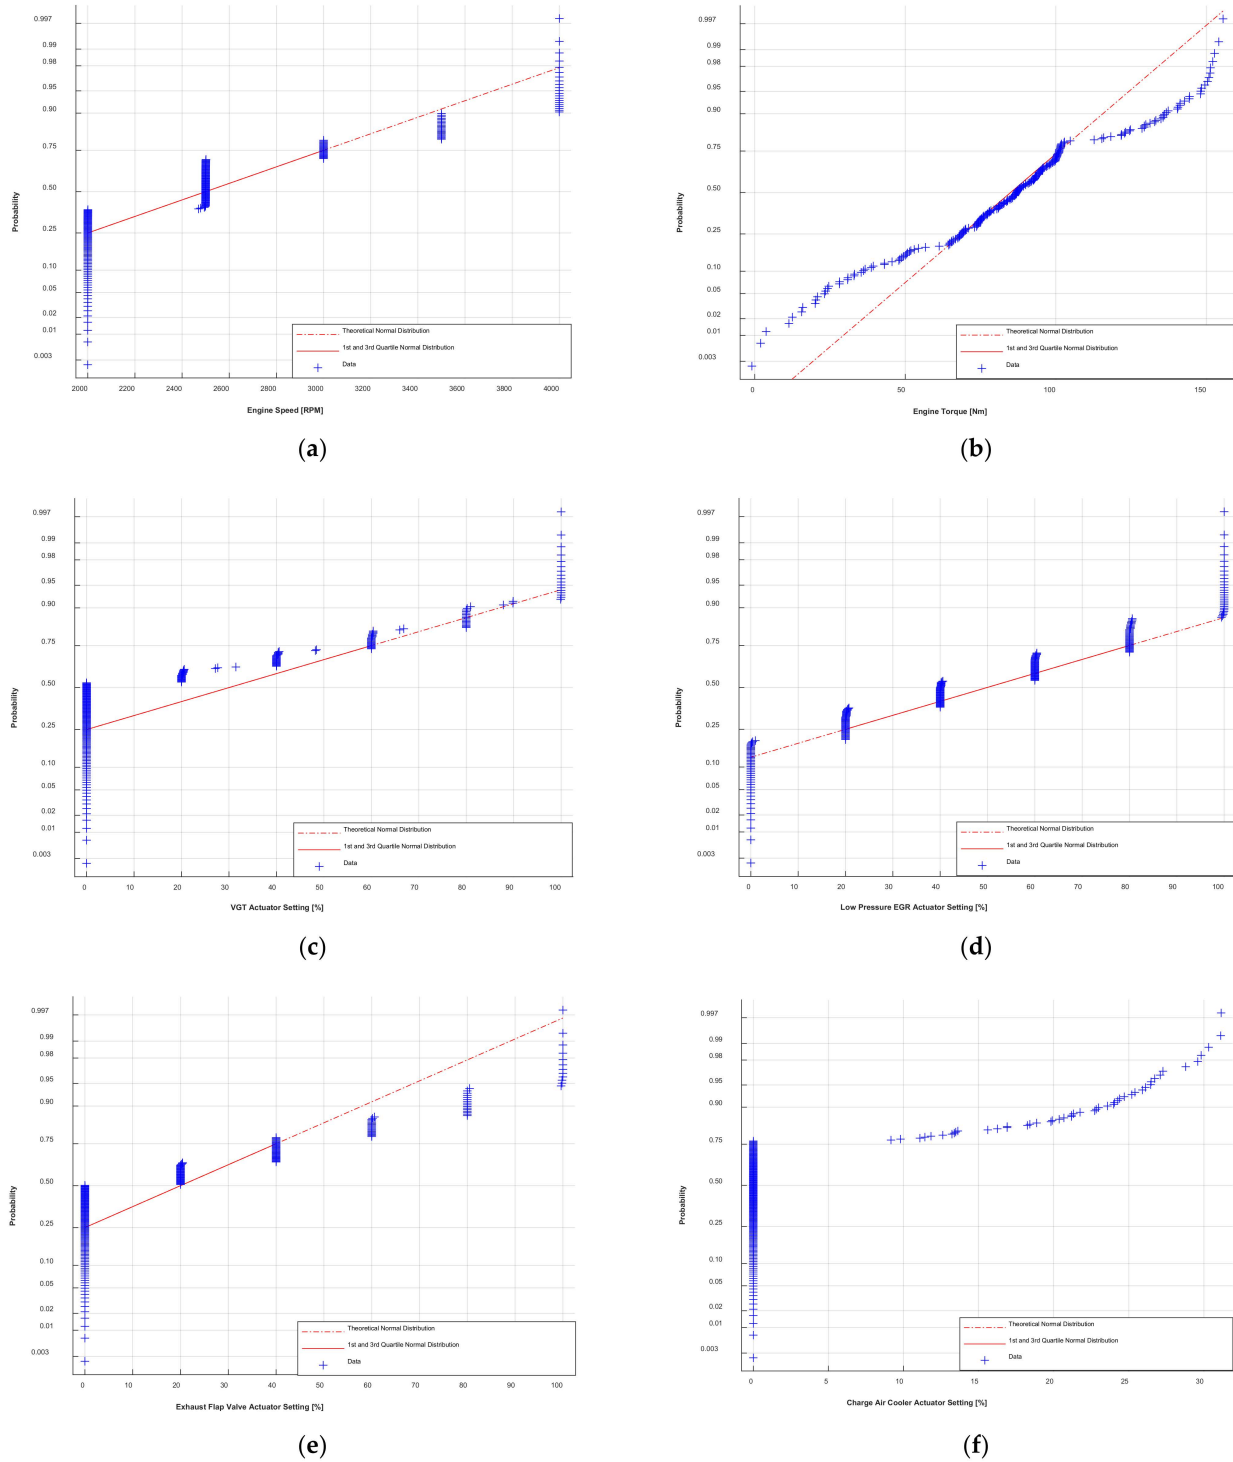 0.997
0.99
0.98
0.95
0.90
0.75
0.50
0.25
0.10
0.05
0.02
0.01
0.003
Probability
Theoretical Normal Distribution
1st and 3rd Quartile Normal Distribution
Data
2000 2200 2400 2600 2800 3000 3200 3400 3600 3800 4000
Engine Speed [RPM]
(a)
0.997
0.99
0.98
0.95
0.90
0.75
0.50
0.25
0.10
0.05
0.02
0.01
0.003
Probability
Theoretical Normal Distribution
1st and 3rd Quartile Normal Distribution
Data
0 50 100 150
Engine Torque [Nm]
(b)
0.997
0.99
0.98
0.95
0.90
0.75
0.50
0.25
0.10
0.05
0.02
0.01
0.003
Probability
Theoretical Normal Distribution
1st and 3rd Quartile Normal Distribution
Data
0 10 20 30 40 50 60 70 80 90 100
VGT Actuator Setting [%]
(c)
0.997
0.99
0.98
0.95
0.90
0.75
0.50
0.25
0.10
0.05
0.02
0.01
0.003
Probability
Theoretical Normal Distribution
1st and 3rd Quartile Normal Distribution
Data
0 10 20 30 40 50 60 70 80 90 100
Low Pressure EGR Actuator Setting [%]
(d)
0.997
0.99
0.98
0.95
0.90
0.75
0.50
0.25
0.10
0.05
0.02
0.01
0.003
Probability
Theoretical Normal Distribution
1st and 3rd Quartile Normal Distribution
Data
0 10 20 30 40 50 60 70 80 90 100
Exhaust Flap Valve Actuator Setting [%]
(e)
0.997
0.99
0.98
0.95
0.90
0.75
0.50
0.25
0.10
0.05
0.02
0.01
0.003
Probability
Theoretical Normal Distribution
1st and 3rd Quartile Normal Distribution
Data
0 5 10 15 20 25 30
Charge Air Cooler Actuator Setting [%]
(f)